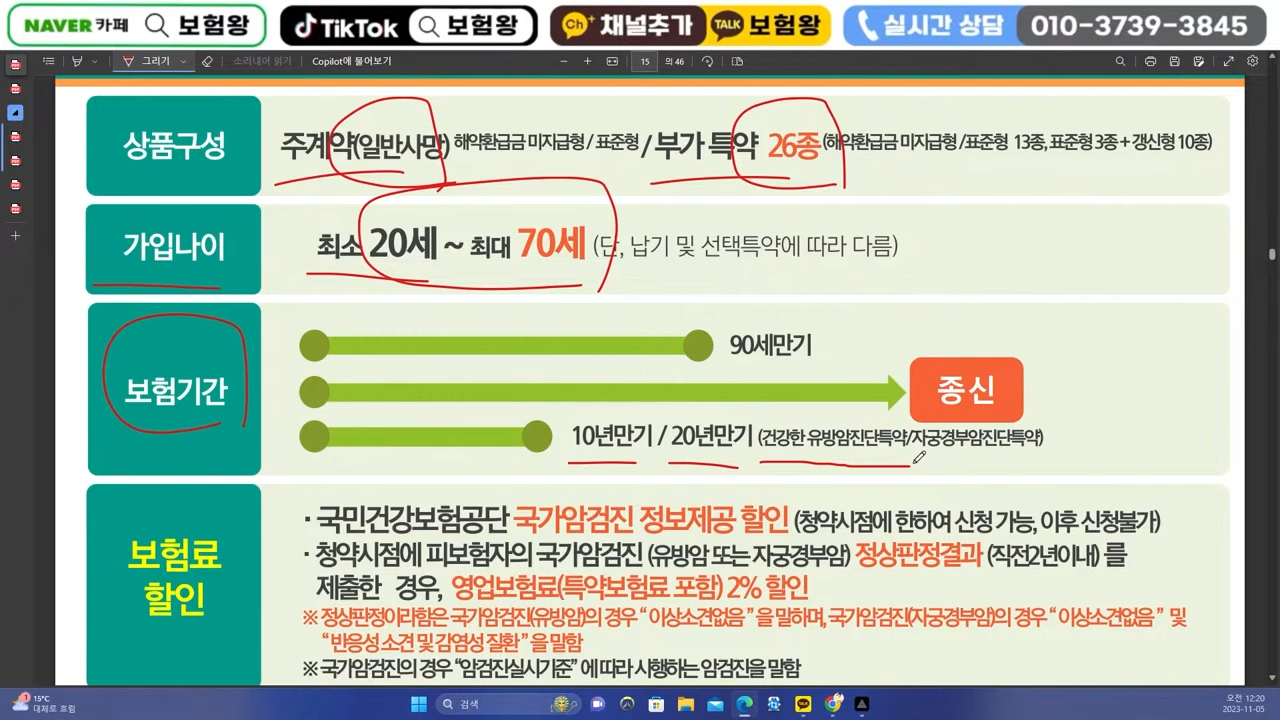 NAVER 카페 보험왕 TikTok 보험왕 Ch+ 채널추가 TALK 보험왕 실시간 상담 010-3739-3845
그리기 소리내어 읽기 Copilot에 물어보기 15 의 46
상품구성 주계약(일반사망) 해약환급금 미지급형 / 표준형 / 부가 특약 26종 (해약환급금 미지급형 /표준형 13종, 표준형 3종 + 갱신형 10종)
가입나이 최소 20세 ~ 최대 70세 (단, 납기 및 선택특약에 따라 다름)
90세만기
보험기간 종신
10년만기 / 20년만기 (건강한 유방암진단특약/자궁경부암진단특약)
· 국민건강보험공단 국가암검진 정보제공 할인 (청약시점에 한하여 신청 가능, 이후 신청불가)
보험료
할인
· 청약시점에 피보험자의 국가암검진 (유방암 또는 자궁경부암) 정상판정결과 (직전2년이내) 를
제출한 경우, 영업보험료(특약보험료 포함) 2% 할인
※ 정상판정이라함은 국가암검진(유방암)의 경우 “ 이상소견없음 ” 을 말하며, 국가암검진(자궁경부암)의 경우 “ 이상소견없음 ” 및
“ 반응성 소견 및 감염성 질환 ” 을 말함
※ 국가암검진의 경우 “암검진실시기준” 에 따라 시행하는 암검진을 말함
1 15°C 검색 오전 12:20
대체로 흐림 2023-11-05